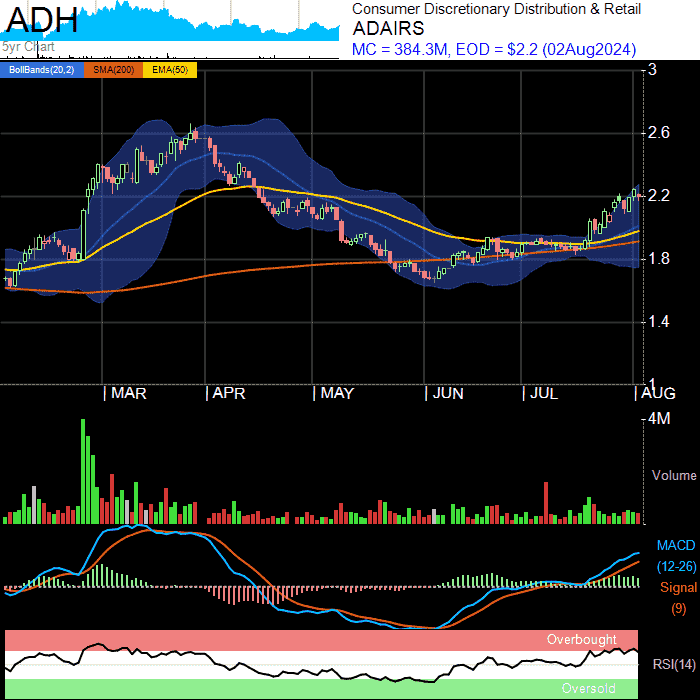 ADH
5yr Chart
Consumer Discretionary Distribution & Retail
ADAIRS
MC = 384.3M, EOD = $2.2 (02Aug2024)
BollBands(20,2) SMA(200) EMA(50)
3
2.6
2.2
1.8
1.4
1
MAR APR MAY JUN JUL AUG
4M
Volume
MACD
(12-26)
Signal
(9)
Overbought
RSI(14)
Oversold